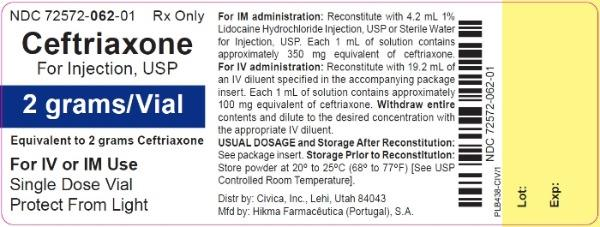 NDC 72572-062-01 Rx Only
Ceftriaxone
For Injection, USP
2 grams/Vial
Equivalent to 2 grams Ceftriaxone
For IV or IM Use
Single Dose Vial
Protect From Light
For IM administration: Reconstitute with 4.2 mL 1%
Lidocaine Hydrochloride Injection, USP or Sterile Water
for Injection, USP. Each 1 mL of solution contains
approximately 350 mg equivalent of ceftriaxone.
For IV administration: Reconstitute with 19.2 mL of
an IV diluent specified in the accompanying package
insert. Each 1 mL of solution contains approximately
100 mg equivalent of ceftriaxone. Withdraw entire
contents and dilute to the desired concentration with
the appropriate IV diluent.
USUAL DOSAGE and Storage After Reconstitution:
See package insert. Storage Prior to Reconstitution:
Store powder at 20º to 25ºC (68º to 77ºF) [See USP
Controlled Room Temperature].
Distr by: Civica, Inc., Lehi, Utah 84043
Mfd by: Hikma Farmacêutica (Portugal), S.A.
PLB438-CIV/1
NDC 72572-062-01
Lot:
Exp: